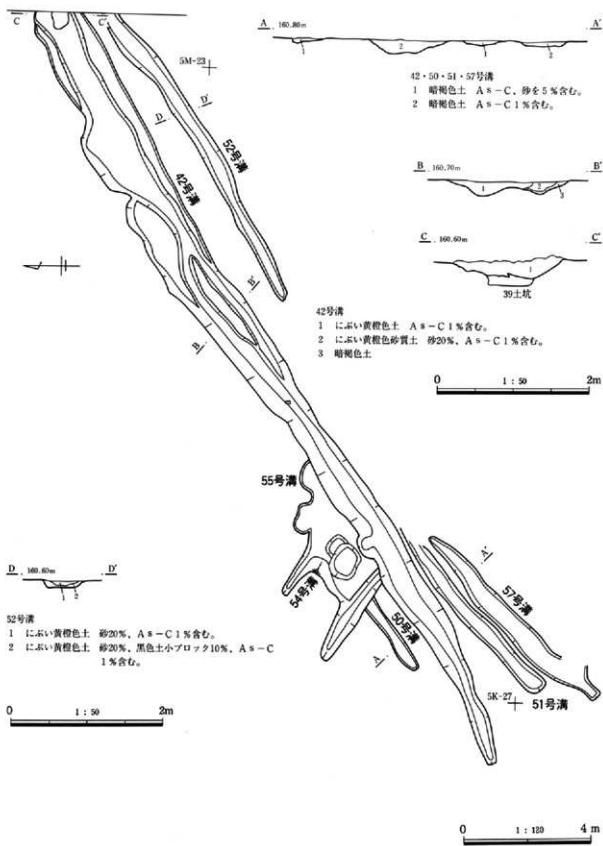 C C′
A 160.80m A′
1 2 1 2
5M-23
42・50・51・57号溝
1 暗褐色土 As-C、砂を5%含む。
2 暗褐色土 As-C1%含む。
D D′
52号溝
42号溝
B 160.70m B′
1 2 3
C 160.60m C′
1
39土坑
B B′
42号溝
1 にぶい黄橙色土 As-C1%含む。
2 にぶい黄橙色砂質土 砂20%、As-C1%含む。
3 暗褐色土
0 1:50 2m
55号溝
54号溝
50号溝
A A′
57号溝
51号溝
5K-27
D 160.60m D′
1 2
52号溝
1 にぶい黄橙色土 砂20%、As-C1%含む。
2 にぶい黄橙色土 砂20%、黒色土小ブロック10%、As-C
1%含む。
0 1:50 2m
0 1:120 4m